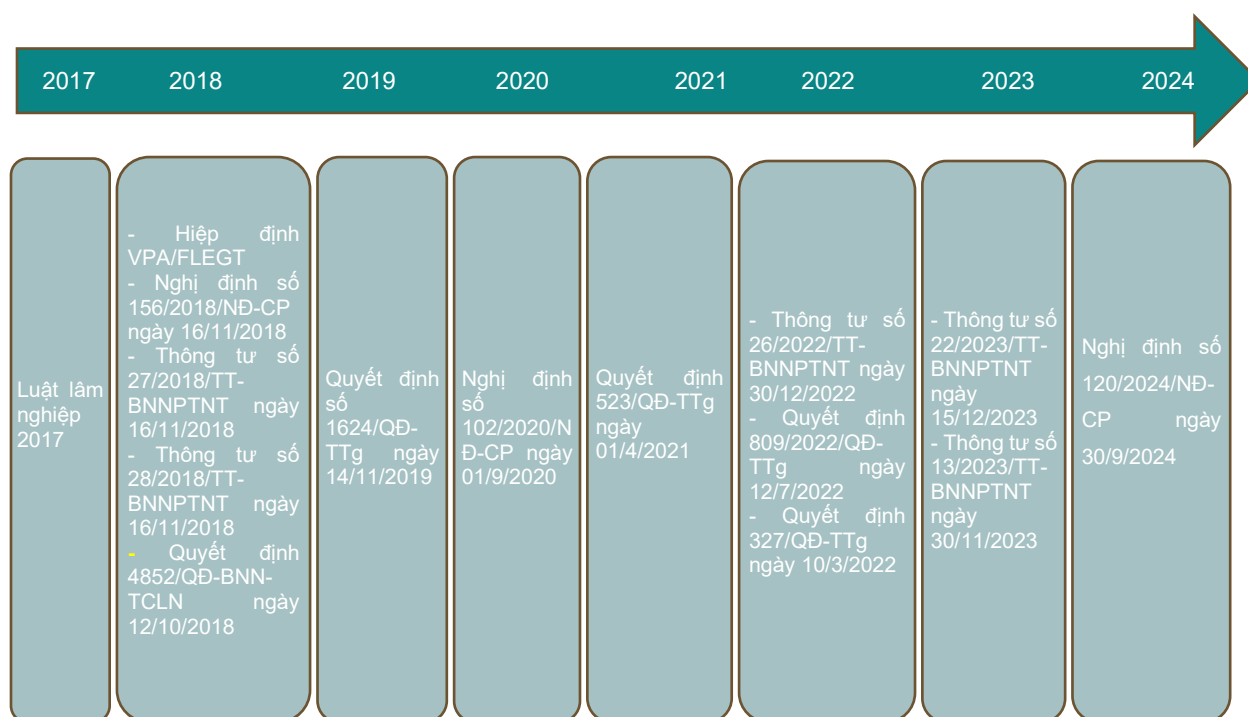 2017 2018 2019 2020 2021 2022 2023 2024
Luật lâm
nghiệp
2017
- Hiệp định
VPA/FLEGT
- Nghị định số
156/2018/NĐ-CP
ngày 16/11/2018
- Thông tư số
27/2018/TT-
BNNPTNT ngày
16/11/2018
- Thông tư số
28/2018/TT-
BNNPTNT ngày
16/11/2018
- Quyết định
4852/QĐ-BNN-
TCLN ngày
12/10/2018
Quyết định
số
1624/QĐ-
TTg ngày
14/11/2019
Nghị định
số
102/2020/N
Đ-CP ngày
01/9/2020
Quyết định
523/QĐ-TTg
ngày
01/4/2021
- Thông tư số
26/2022/TT-
BNNPTNT ngày
30/12/2022
- Quyết định
809/2022/QĐ-
TTg ngày
12/7/2022
- Quyết định
327/QĐ-TTg
ngày 10/3/2022
- Thông tư số
22/2023/TT-
BNNPTNT
ngày
15/12/2023
- Thông tư số
13/2023/TT-
BNNPTNT
ngày
30/11/2023
Nghị định số
120/2024/NĐ-
CP ngày
30/9/2024